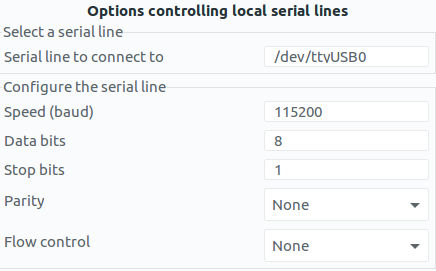 Options controlling local serial lines
Select a serial line
Serial line to connect to /dev/ttyUSB0
Configure the serial line
Speed (baud) 115200
Data bits 8
Stop bits 1
Parity None
Flow control None